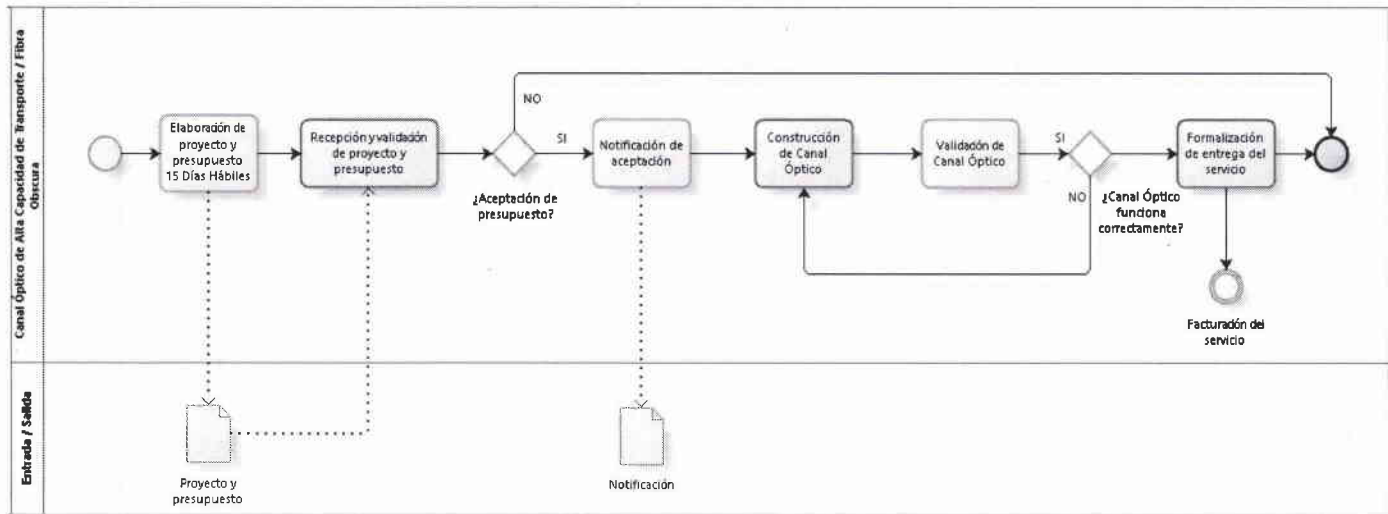 Canal Óptico de Alta Capacidad de Transporte / Fibra
Obscura
Elaboración de
proyecto y
presupuesto
15 Días Hábiles
Recepción y validación
de proyecto y
presupuesto
NO
SI
¿Aceptación de
presupuesto?
Notificación de
aceptación
Construcción
de Canal
Óptico
Validación de
Canal Óptico
SI
NO
¿Canal Óptico
funciona
correctamente?
Formalización
de entrega del
servicio
Facturación del
servicio
Entrada / Salida
Proyecto y
presupuesto
Notificación